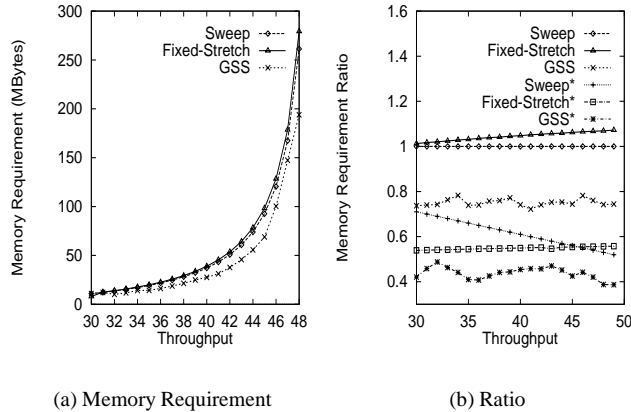 Memory Requirement (MBytes)
300
250
200
150
100
50
0
30 32 34 36 38 40 42 44 46 48
Throughput
Sweep
Fixed-Stretch
GSS
(a) Memory Requirement
Memory Requirement Ratio
1.6
1.4
1.2
1
0.8
0.6
0.4
30 35 40 45 50
Throughput
Sweep
Fixed-Stretch
GSS
Sweep*
Fixed-Stretch*
GSS*
(b) Ratio